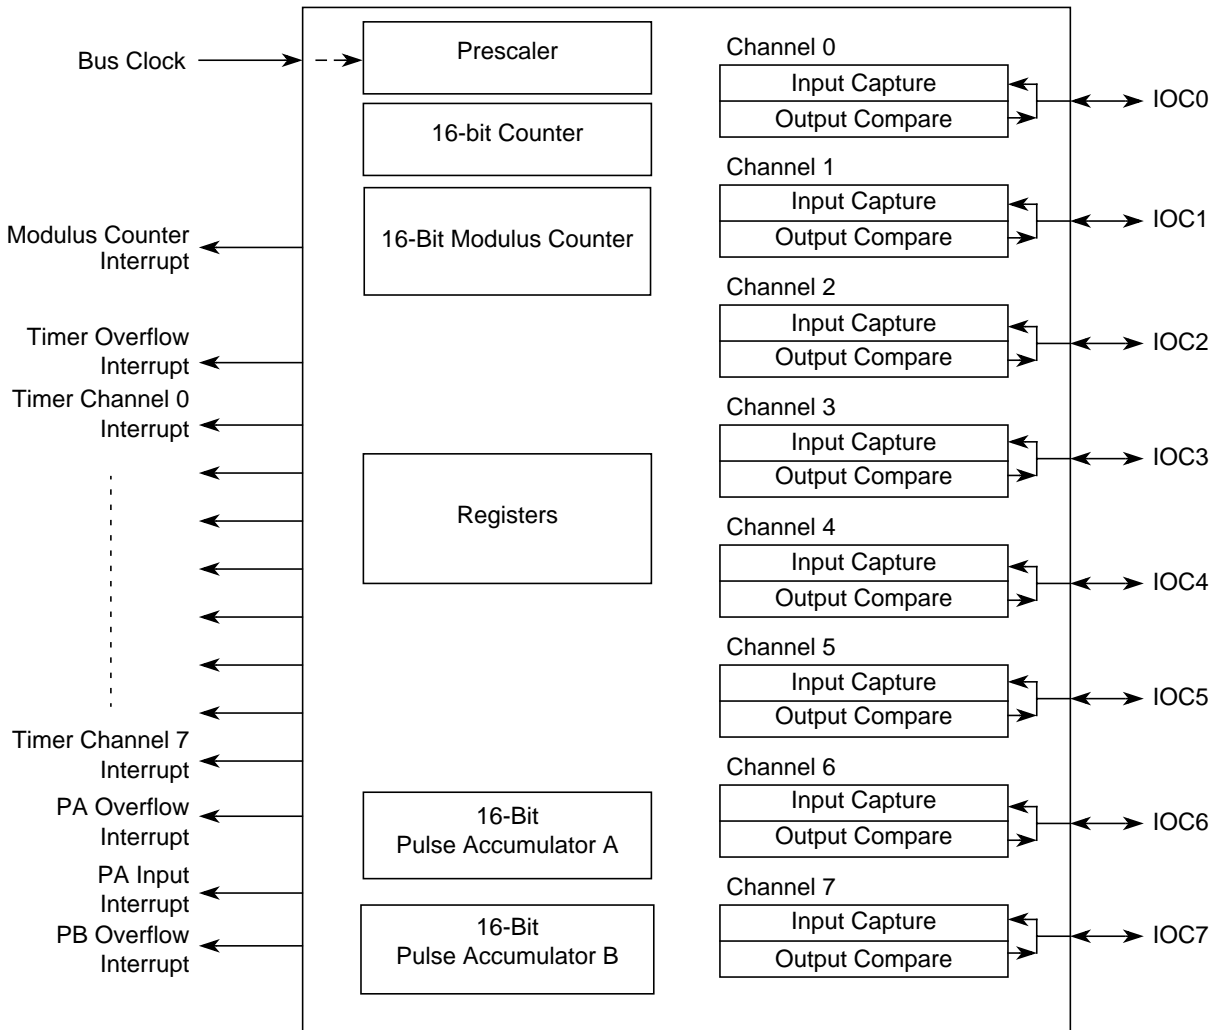 Bus Clock
Modulus Counter
Interrupt
Timer Overflow
Interrupt
Timer Channel 0
Interrupt
Timer Channel 7
Interrupt
PA Overflow
Interrupt
PA Input
Interrupt
PB Overflow
Interrupt
Prescaler
16-bit Counter
16-Bit Modulus Counter
Registers
16-Bit
Pulse Accumulator A
16-Bit
Pulse Accumulator B
Channel 0
Input Capture
Output Compare
IOC0
Channel 1
Input Capture
Output Compare
IOC1
Channel 2
Input Capture
Output Compare
IOC2
Channel 3
Input Capture
Output Compare
IOC3
Channel 4
Input Capture
Output Compare
IOC4
Channel 5
Input Capture
Output Compare
IOC5
Channel 6
Input Capture
Output Compare
IOC6
Channel 7
Input Capture
Output Compare
IOC7